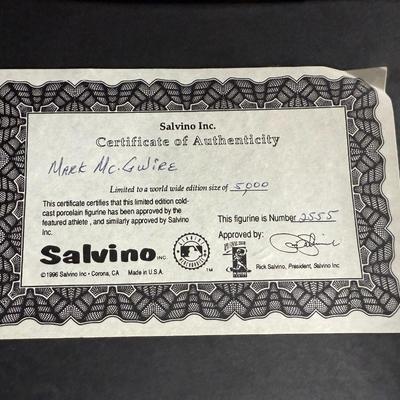 Salvino Inc.
Certificate of Authenticity
Mark McGwire
Limited to a world wide edition size of 5000
This certificate certifies that this limited edition cold-
cast porcelain figurine has been approved by the
featured athlete , and similarly approved by Salvino
Inc.
This figurine is Number 2555
Approved by:
Salvino INC.
TM
©1996 Salvino Inc • Corona, CA Made in U.S.A.
Rick Salvino, President, Salvino Inc